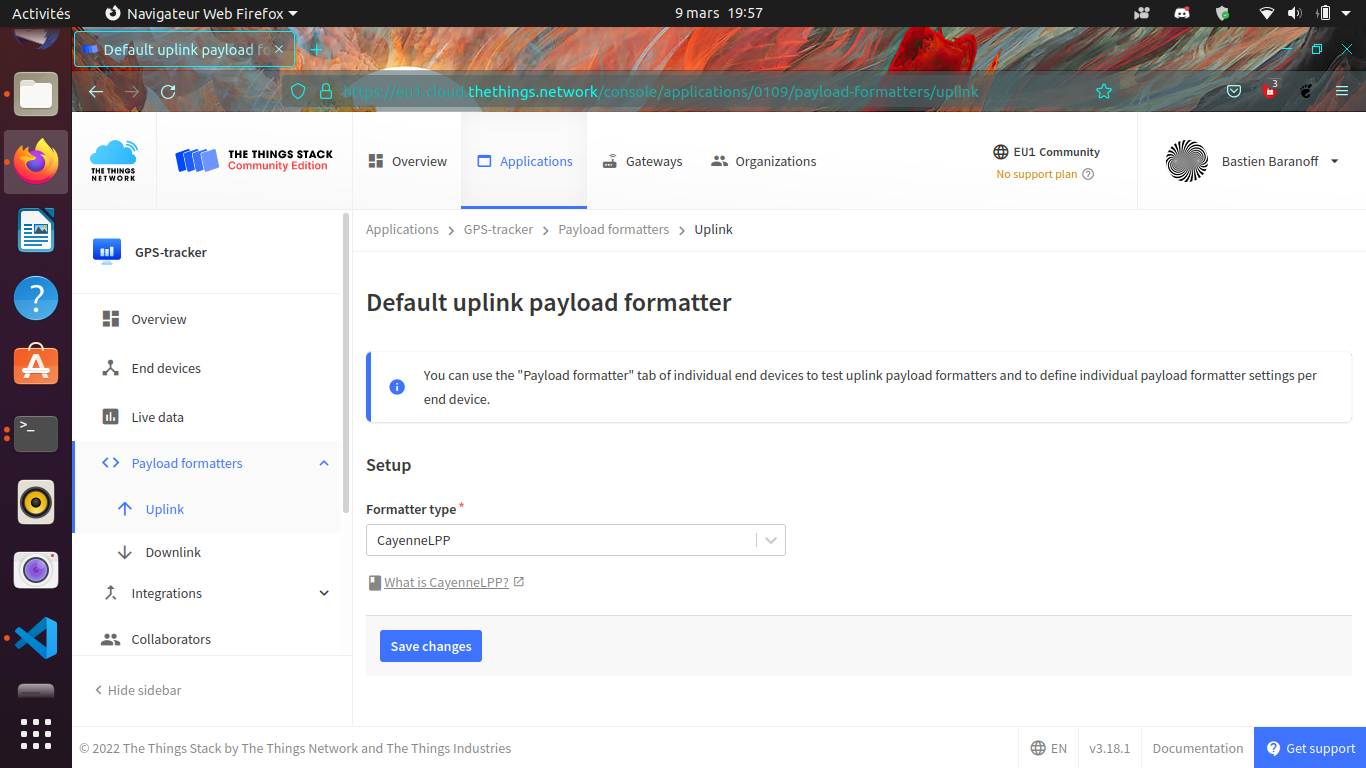 Activités
Navigateur Web Firefox
9 mars 19:57
Default uplink payload fo
https://eu1.cloud.thethings.network/console/applications/0109/payload-formatters/uplink
3
THE THINGS
NETWORK
THE THINGS STACK
Community Edition
Overview
Applications
Gateways
Organizations
EU1 Community
No support plan
Bastien Baranoff
GPS-tracker
Overview
End devices
Live data
Payload formatters
Uplink
Downlink
Integrations
Collaborators
Hide sidebar
Applications > GPS-tracker > Payload formatters > Uplink
Default uplink payload formatter
You can use the "Payload formatter" tab of individual end devices to test uplink payload formatters and to define individual payload formatter settings per
end device.
Setup
Formatter type *
CayenneLPP
What is CayenneLPP?
Save changes
© 2022 The Things Stack by The Things Network and The Things Industries
EN
v3.18.1
Documentation
Get support